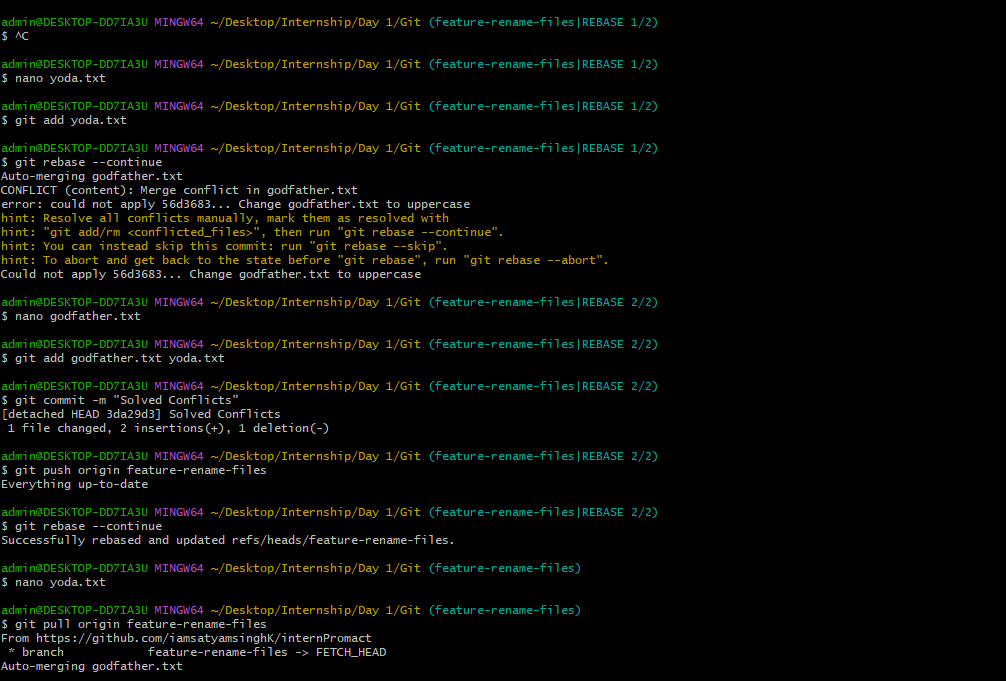 admin@DESKTOP-DD7IA3U MINGW64 ~/Desktop/Internship/Day 1/Git (feature-rename-files|REBASE 1/2)
$ ^C
admin@DESKTOP-DD7IA3U MINGW64 ~/Desktop/Internship/Day 1/Git (feature-rename-files|REBASE 1/2)
$ nano yoda.txt
admin@DESKTOP-DD7IA3U MINGW64 ~/Desktop/Internship/Day 1/Git (feature-rename-files|REBASE 1/2)
$ git add yoda.txt
admin@DESKTOP-DD7IA3U MINGW64 ~/Desktop/Internship/Day 1/Git (feature-rename-files|REBASE 1/2)
$ git rebase --continue
Auto-merging godfather.txt
CONFLICT (content): Merge conflict in godfather.txt
error: could not apply 56d3683... Change godfather.txt to uppercase
hint: Resolve all conflicts manually, mark them as resolved with
hint: "git add/rm <conflicted_files>", then run "git rebase --continue".
hint: You can instead skip this commit: run "git rebase --skip".
hint: To abort and get back to the state before "git rebase", run "git rebase --abort".
Could not apply 56d3683... Change godfather.txt to uppercase
admin@DESKTOP-DD7IA3U MINGW64 ~/Desktop/Internship/Day 1/Git (feature-rename-files|REBASE 2/2)
$ nano godfather.txt
admin@DESKTOP-DD7IA3U MINGW64 ~/Desktop/Internship/Day 1/Git (feature-rename-files|REBASE 2/2)
$ git add godfather.txt yoda.txt
admin@DESKTOP-DD7IA3U MINGW64 ~/Desktop/Internship/Day 1/Git (feature-rename-files|REBASE 2/2)
$ git commit -m "Solved Conflicts"
[detached HEAD 3da29d3] Solved Conflicts
 1 file changed, 2 insertions(+), 1 deletion(-)
admin@DESKTOP-DD7IA3U MINGW64 ~/Desktop/Internship/Day 1/Git (feature-rename-files|REBASE 2/2)
$ git push origin feature-rename-files
Everything up-to-date
admin@DESKTOP-DD7IA3U MINGW64 ~/Desktop/Internship/Day 1/Git (feature-rename-files|REBASE 2/2)
$ git rebase --continue
Successfully rebased and updated refs/heads/feature-rename-files.
admin@DESKTOP-DD7IA3U MINGW64 ~/Desktop/Internship/Day 1/Git (feature-rename-files)
$ nano yoda.txt
admin@DESKTOP-DD7IA3U MINGW64 ~/Desktop/Internship/Day 1/Git (feature-rename-files)
$ git pull origin feature-rename-files
From https://github.com/iamsatyamsinghK/internPromact
 * branch            feature-rename-files -> FETCH_HEAD
Auto-merging godfather.txt